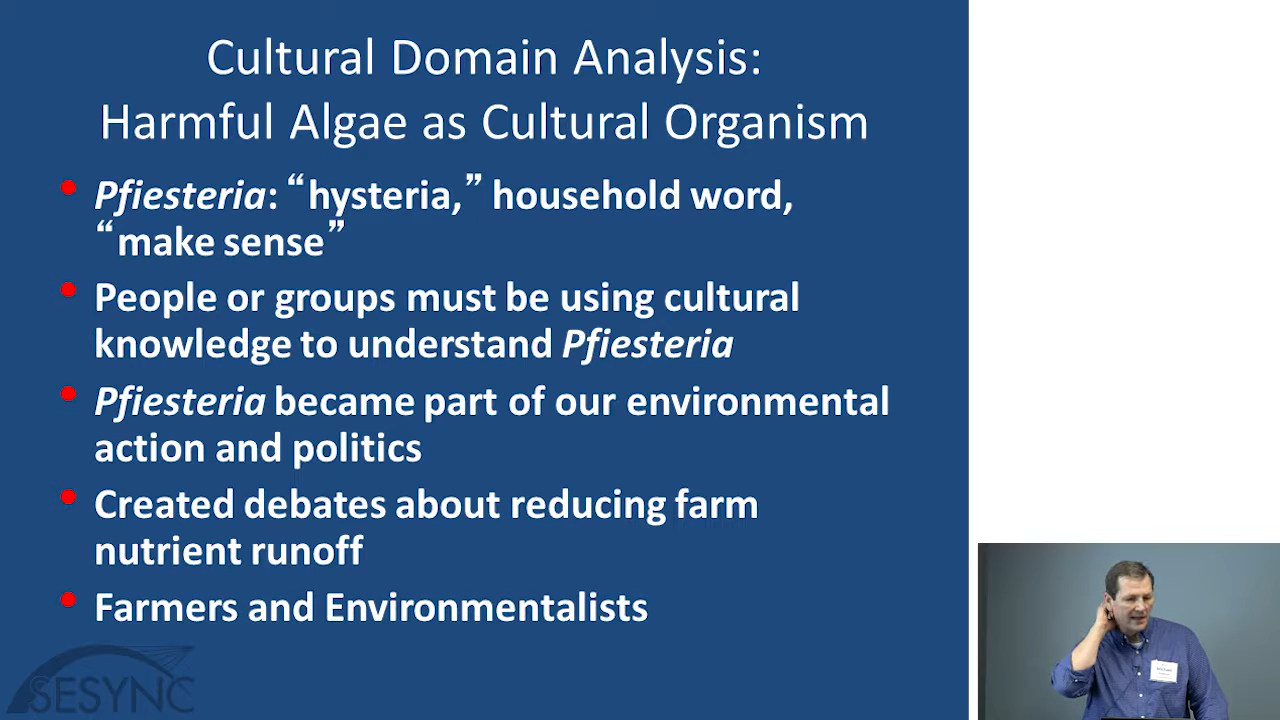 Cultural Domain Analysis:
Harmful Algae as Cultural Organism
• Pfiesteria: “hysteria,” household word,
“make sense”
• People or groups must be using cultural
knowledge to understand Pfiesteria
• Pfiesteria became part of our environmental
action and politics
• Created debates about reducing farm
nutrient runoff
• Farmers and Environmentalists
SESYNC